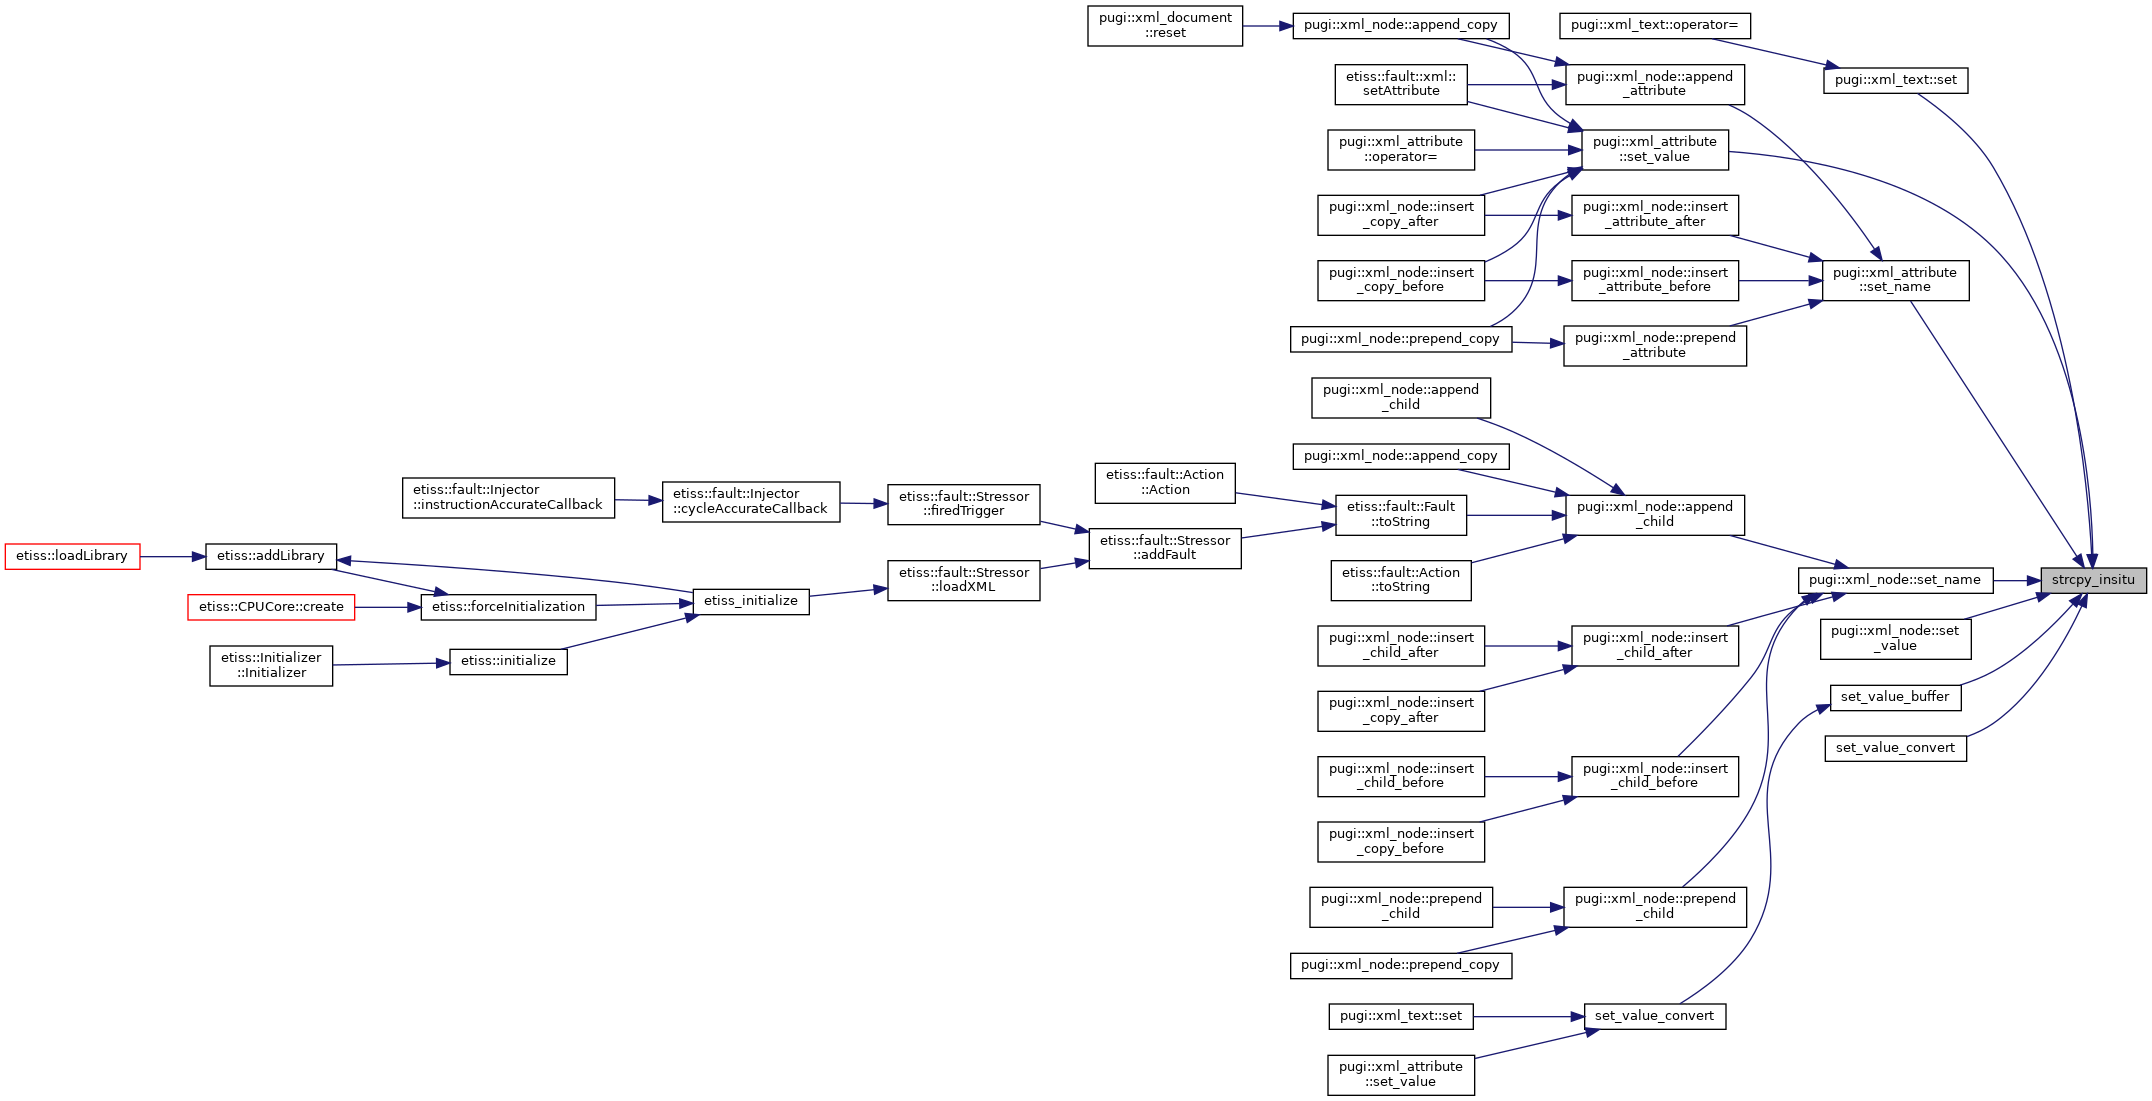 pugi::xml_document
::reset
pugi::xml_node::append_copy
pugi::xml_text::operator=
etiss::fault::xml::
setAttribute
pugi::xml_node::append
_attribute
pugi::xml_text::set
pugi::xml_attribute
::operator=
pugi::xml_attribute
::set_value
pugi::xml_node::insert
_copy_after
pugi::xml_node::insert
_attribute_after
pugi::xml_node::insert
_copy_before
pugi::xml_node::insert
_attribute_before
pugi::xml_attribute
::set_name
pugi::xml_node::prepend_copy
pugi::xml_node::prepend
_attribute
pugi::xml_node::append
_child
pugi::xml_node::append_copy
etiss::fault::Injector
::instructionAccurateCallback
etiss::fault::Injector
::cycleAccurateCallback
etiss::fault::Stressor
::firedTrigger
etiss::fault::Action
::Action
etiss::fault::Fault
::toString
pugi::xml_node::append
_child
etiss::loadLibrary
etiss::addLibrary
etiss::fault::Stressor
::addFault
etiss::fault::Stressor
::loadXML
etiss::fault::Action
::toString
pugi::xml_node::set_name
strcpy_insitu
etiss::CPUCore::create
etiss::forceInitialization
etiss_initialize
etiss::Initializer
::Initializer
etiss::initialize
pugi::xml_node::insert
_child_after
pugi::xml_node::insert
_child_after
pugi::xml_node::set
_value
pugi::xml_node::insert
_copy_after
set_value_buffer
set_value_convert
pugi::xml_node::insert
_child_before
pugi::xml_node::insert
_child_before
pugi::xml_node::insert
_copy_before
pugi::xml_node::prepend
_child
pugi::xml_node::prepend
_child
pugi::xml_node::prepend_copy
pugi::xml_text::set
set_value_convert
pugi::xml_attribute
::set_value